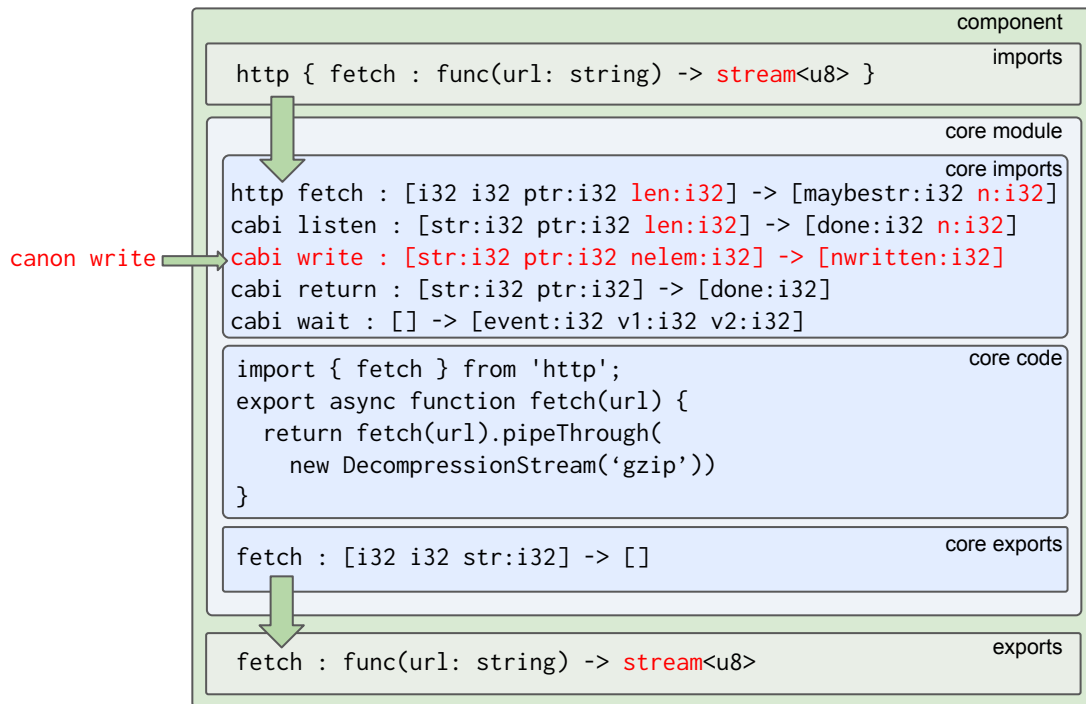 component
imports
http { fetch : func(url: string) -> stream<u8> }
core module
core imports
http fetch : [i32 i32 ptr:i32 len:i32] -> [maybestr:i32 n:i32]
cabi listen : [str:i32 ptr:i32 len:i32] -> [done:i32 n:i32]
canon write
cabi write : [str:i32 ptr:i32 nelem:i32] -> [nwritten:i32]
cabi return : [str:i32 ptr:i32] -> [done:i32]
cabi wait : [] -> [event:i32 v1:i32 v2:i32]
core code
import { fetch } from 'http';
export async function fetch(url) {
  return fetch(url).pipeThrough(
    new DecompressionStream(‘gzip’))
}
core exports
fetch : [i32 i32 str:i32] -> []
exports
fetch : func(url: string) -> stream<u8>